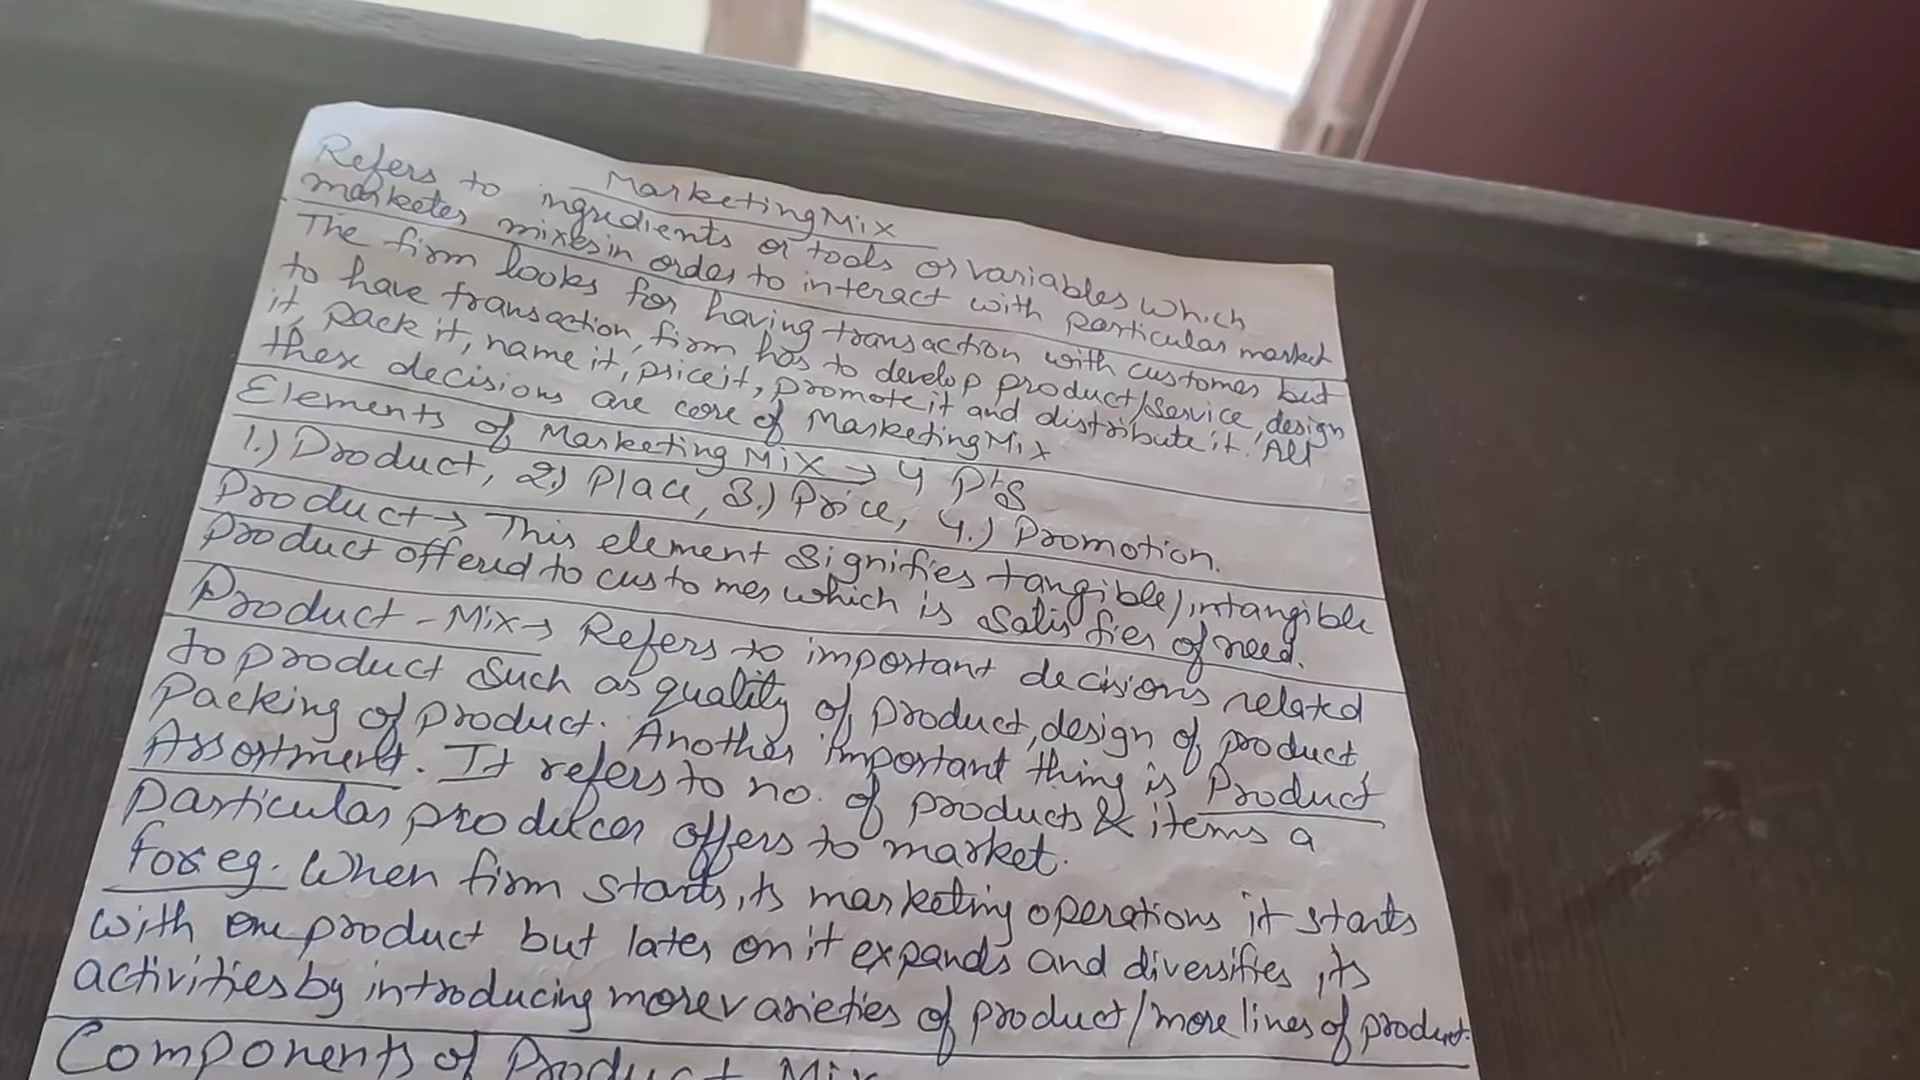 Marketing Mix
Refers to ingredients or tools or variables which
marketer mixes in order to interact with particular market
The firm looks for having transaction with customer but
to have transaction, firm has to develop product/service, design
it, pack it, name it, price it, promote it and distribute it. All
these decisions are core of Marketing Mix
Elements of Marketing Mix → 4 P's
1.) Product, 2.) Place, 3.) Price, 4.) Promotion.
Product → This element signifies tangible/intangible
product offered to customer which is satisfier of need.
Product - Mix → Refers to important decisions related
to product such as quality of product, design of product,
Packing of product. Another important thing is Product
Assortment. It refers to no. of products & items a
particular producer offers to market.
For eg. When firm starts, its marketing operations it starts
with one product but later on it expands and diversifies its
activities by introducing more varieties of product/more lines of product.
Components of Product Mix